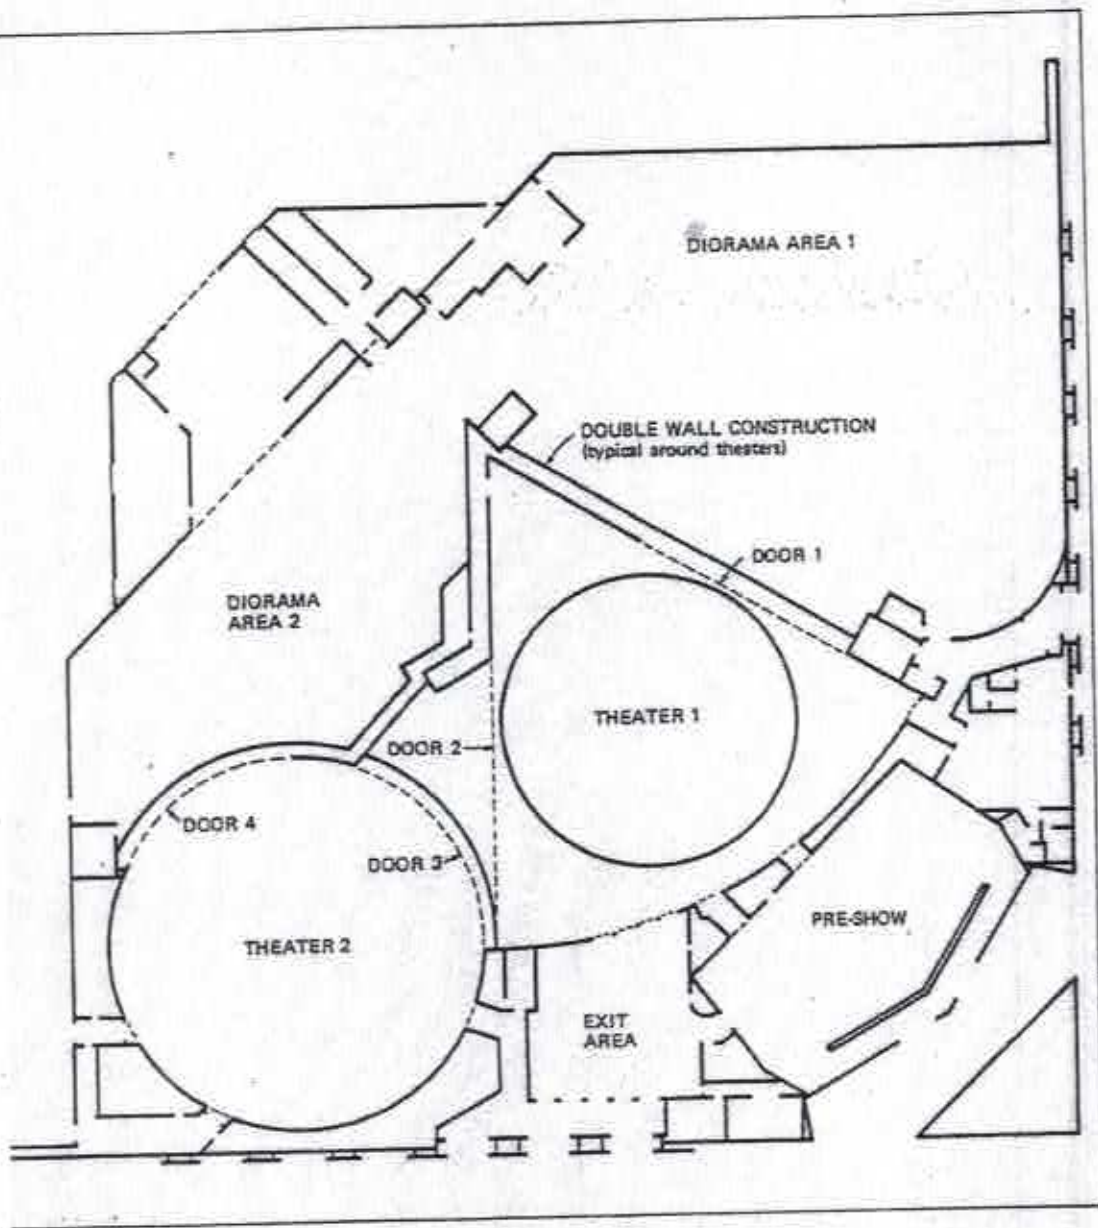 DIORAMA AREA 1
DOUBLE WALL CONSTRUCTION
(typical around theaters)
DOOR 1
DIORAMA
AREA 2
THEATER 1
DOOR 2
DOOR 4
DOOR 3
THEATER 2
PRE-SHOW
EXIT
AREA